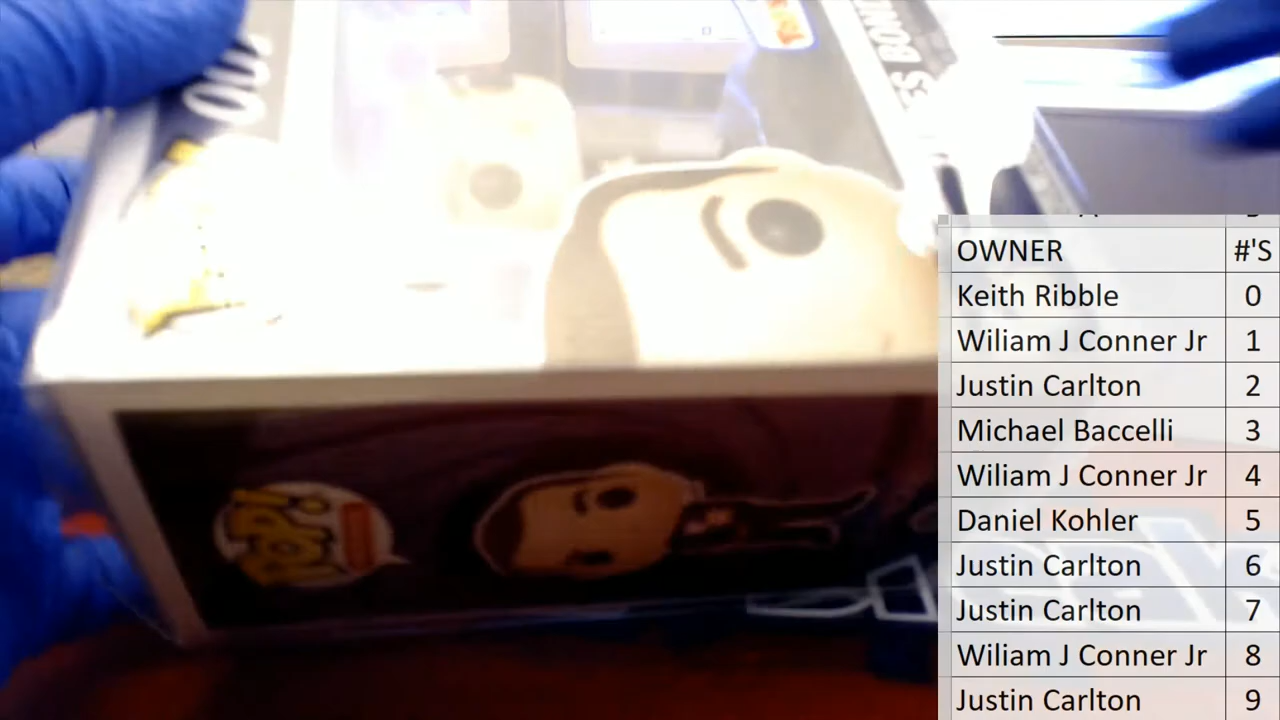 007
POP!
OWNER #'S
Keith Ribble 0
Wiliam J Conner Jr 1
Justin Carlton 2
Michael Baccelli 3
Wiliam J Conner Jr 4
Daniel Kohler 5
Justin Carlton 6
Justin Carlton 7
Wiliam J Conner Jr 8
Justin Carlton 9